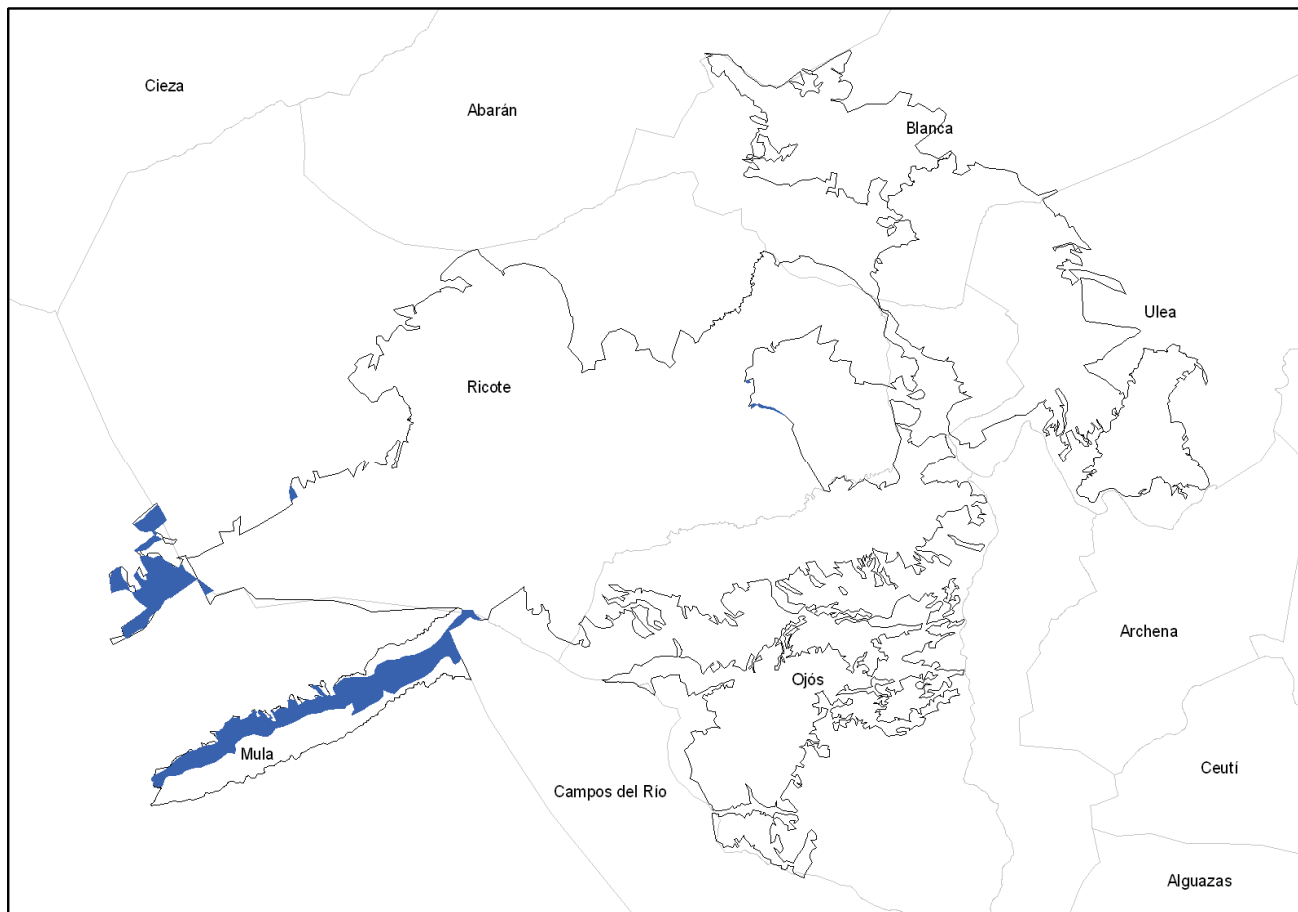 Cieza
Abarán
Blanca
Ulea
Ricote
Archena
Ojós
Mula
Ceutí
Campos del Río
Alguazas